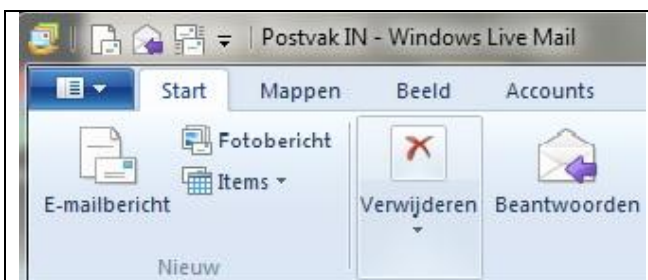 Postvak IN - Windows Live Mail
Start Mappen Beeld Accounts
Fotobericht
Items
E-mailbericht Verwijderen Beantwoorden
Nieuw